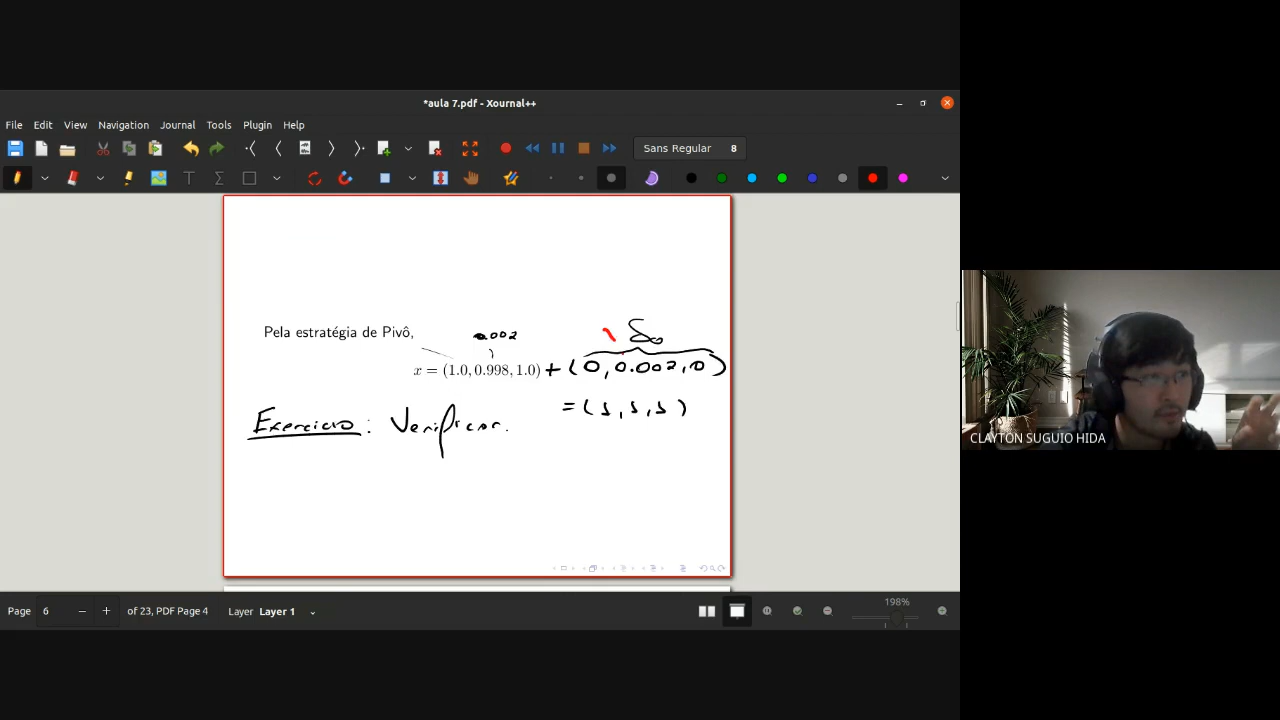 *aula 7.pdf - Xournal++
File Edit View Navigation Journal Tools Plugin Help
Sans Regular 8
δ₀
Pela estratégia de Pivô,
0.002
x = (1.0, 0.998, 1.0) + (0, 0.002, 0)
= (1, 1, 1)
Exercício: Verificar.
CLAYTON SUGUIO HIDA
Page 6 of 23, PDF Page 4 Layer Layer 1
198%